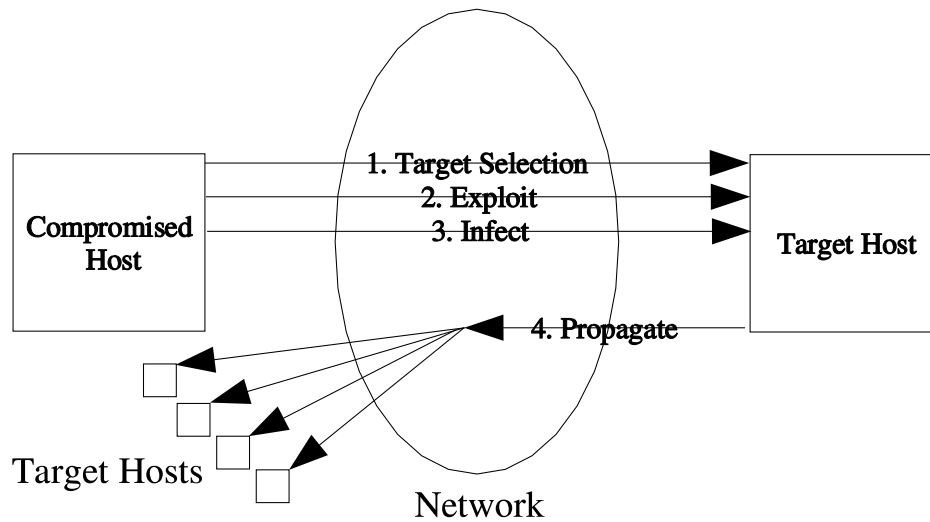 1. Target Selection
2. Exploit
3. Infect
Compromised
Host
Target Host
4. Propagate
Target Hosts
Network